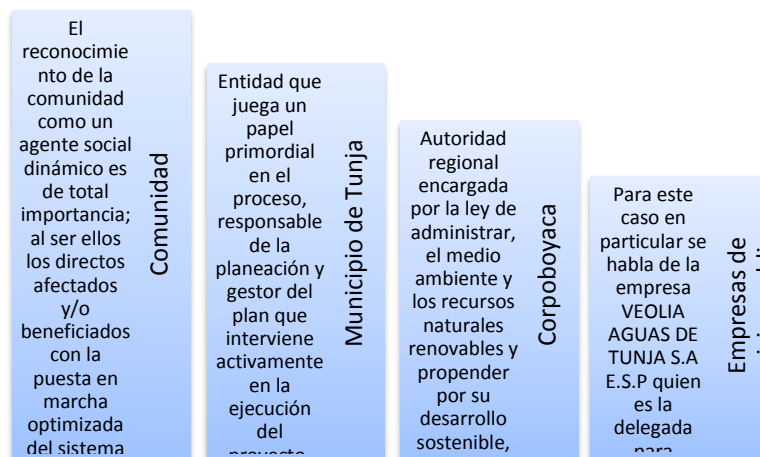 El
reconocimie
nto de la
comunidad
como un
agente social
dinámico es
de total
importancia;
al ser ellos
los directos
afectados
y/o
beneficiados
con la
puesta en
marcha
optimizada
del sistema
Comunidad
Entidad que
juega un
papel
primordial
en el
proceso,
responsable
de la
planeación y
gestor del
plan que
interviene
activamente
en la
ejecución
del
Municipio de Tunja
Autoridad
regional
encargada
por la ley de
administrar,
el medio
ambiente y
los recursos
naturales
renovables y
propender
por su
desarrollo
sostenible,
Corpoboyaca
Para este
caso en
particular se
habla de la
empresa
VEOLIA
AGUAS DE
TUNJA S.A
E.S.P quien
es la
delegada
Empresas de